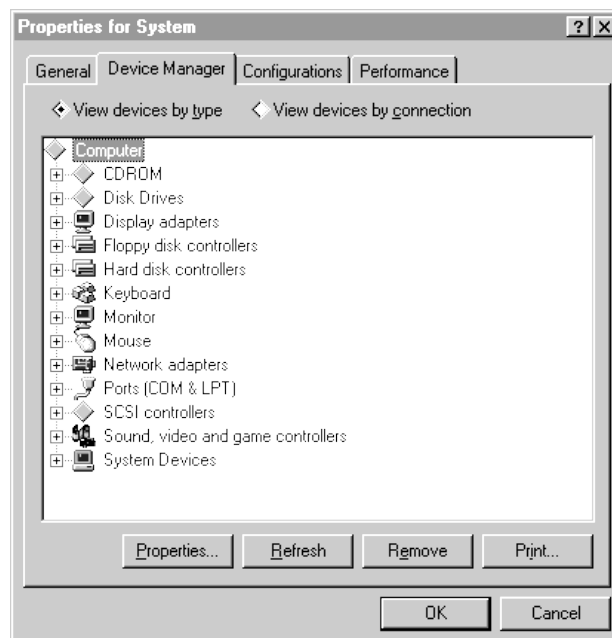 Properties for System
? X
General Device Manager Configurations Performance
View devices by type View devices by connection
Computer
CDROM
Disk Drives
Display adapters
Floppy disk controllers
Hard disk controllers
Keyboard
Monitor
Mouse
Network adapters
Ports (COM & LPT)
SCSI controllers
Sound, video and game controllers
System Devices
Properties... Refresh Remove Print...
OK Cancel